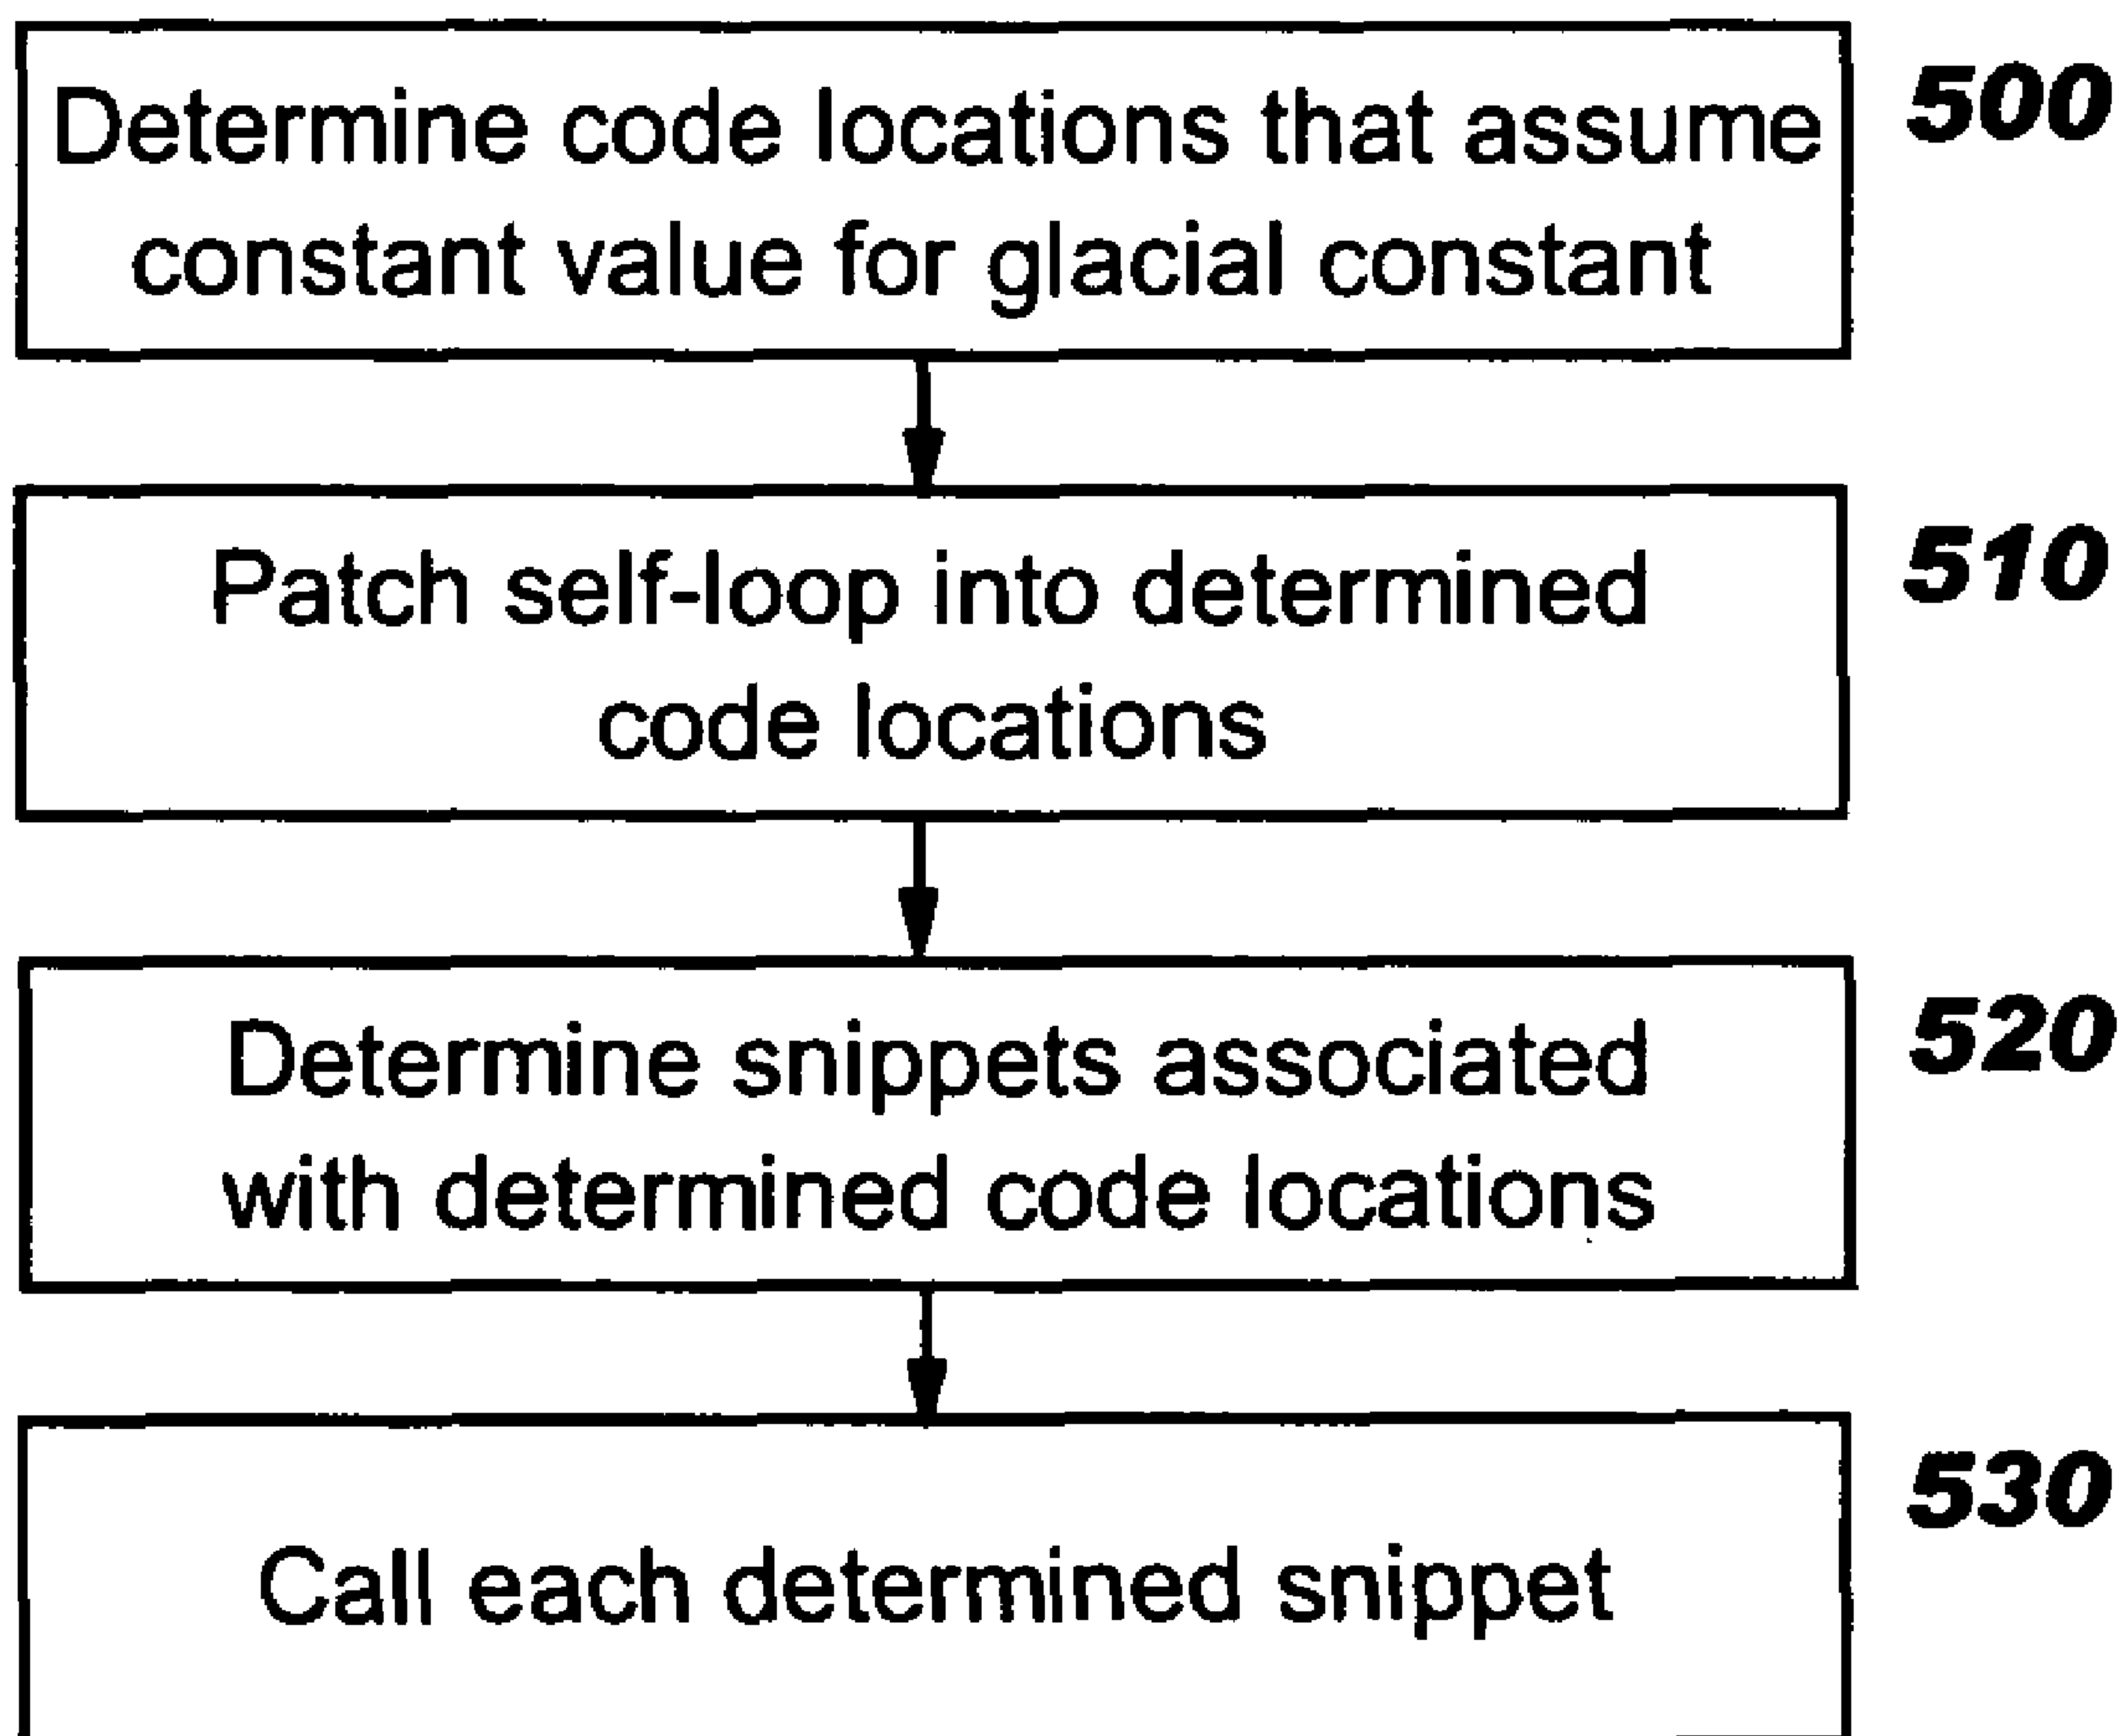 Determine code locations that assume 500
constant value for glacial constant
Patch self-loop into determined 510
code locations
Determine snippets associated 520
with determined code locations
530
Call each determined snippet